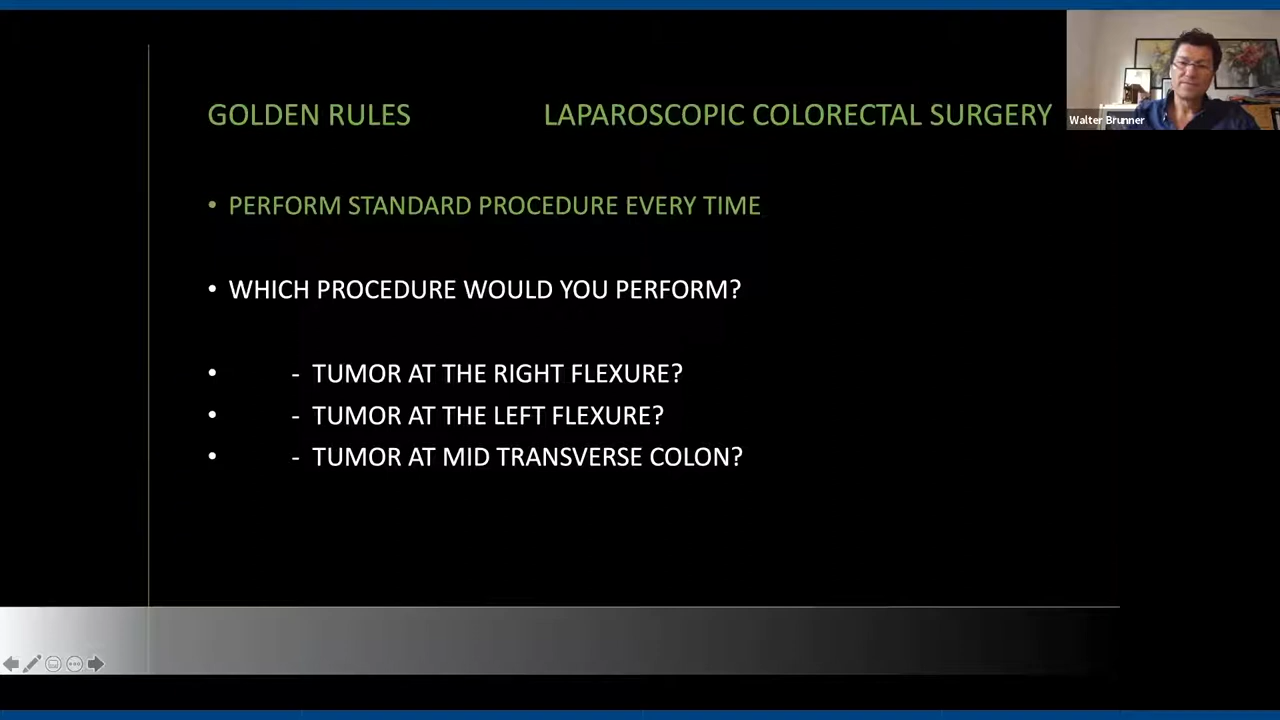 GOLDEN RULES LAPAROSCOPIC COLORECTAL SURGERY
Walter Brunner
• PERFORM STANDARD PROCEDURE EVERY TIME
• WHICH PROCEDURE WOULD YOU PERFORM?
• - TUMOR AT THE RIGHT FLEXURE?
• - TUMOR AT THE LEFT FLEXURE?
• - TUMOR AT MID TRANSVERSE COLON?